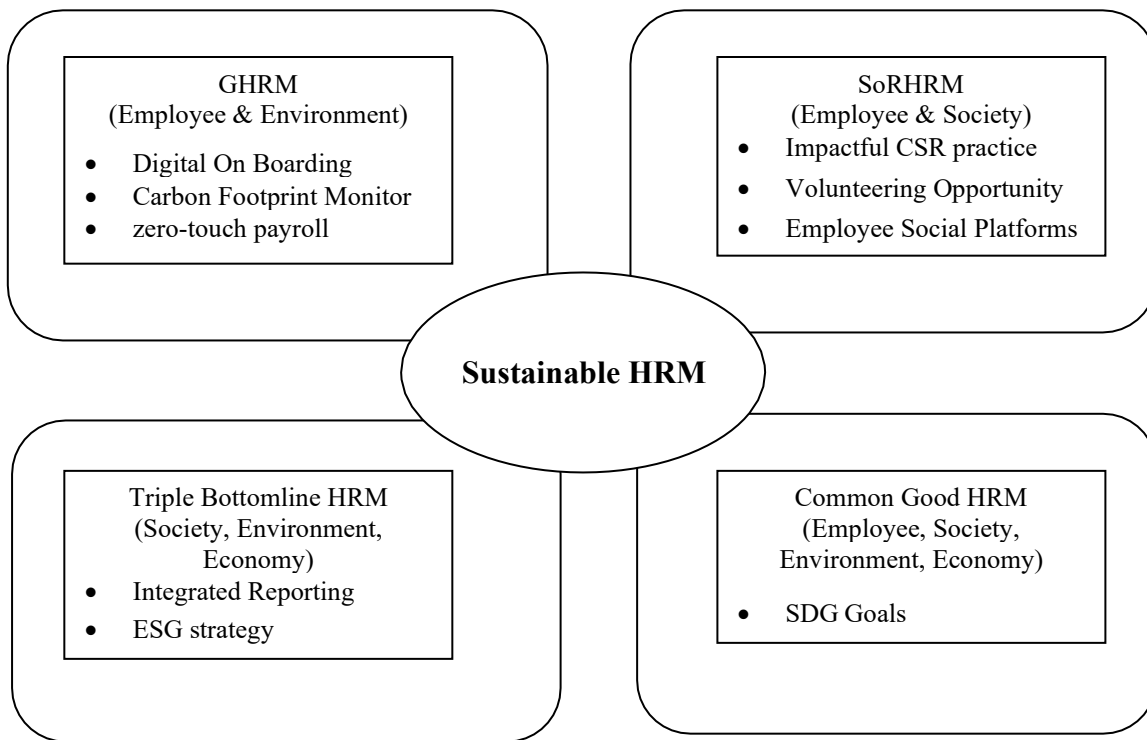 GHRM
(Employee & Environment)
• Digital On Boarding
• Carbon Footprint Monitor
• zero-touch payroll
SoRHRM
(Employee & Society)
• Impactful CSR practice
• Volunteering Opportunity
• Employee Social Platforms
Sustainable HRM
Triple Bottomline HRM
(Society, Environment,
Economy)
• Integrated Reporting
• ESG strategy
Common Good HRM
(Employee, Society,
Environment, Economy)
• SDG Goals